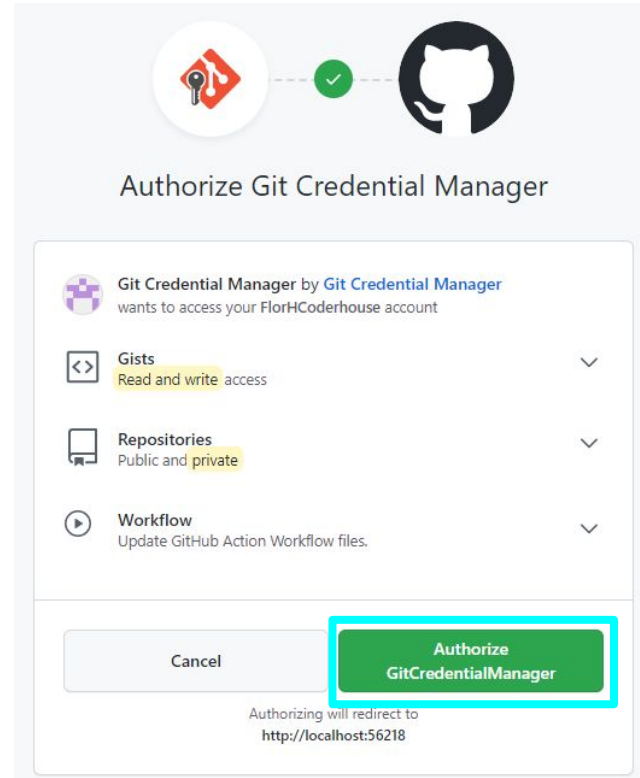 Authorize Git Credential Manager
Git Credential Manager by Git Credential Manager
wants to access your FlorHCoderhouse account
Gists
Read and write access
Repositories
Public and private
Workflow
Update GitHub Action Workflow files.
Cancel
Authorize
GitCredentialManager
Authorizing will redirect to
http://localhost:56218